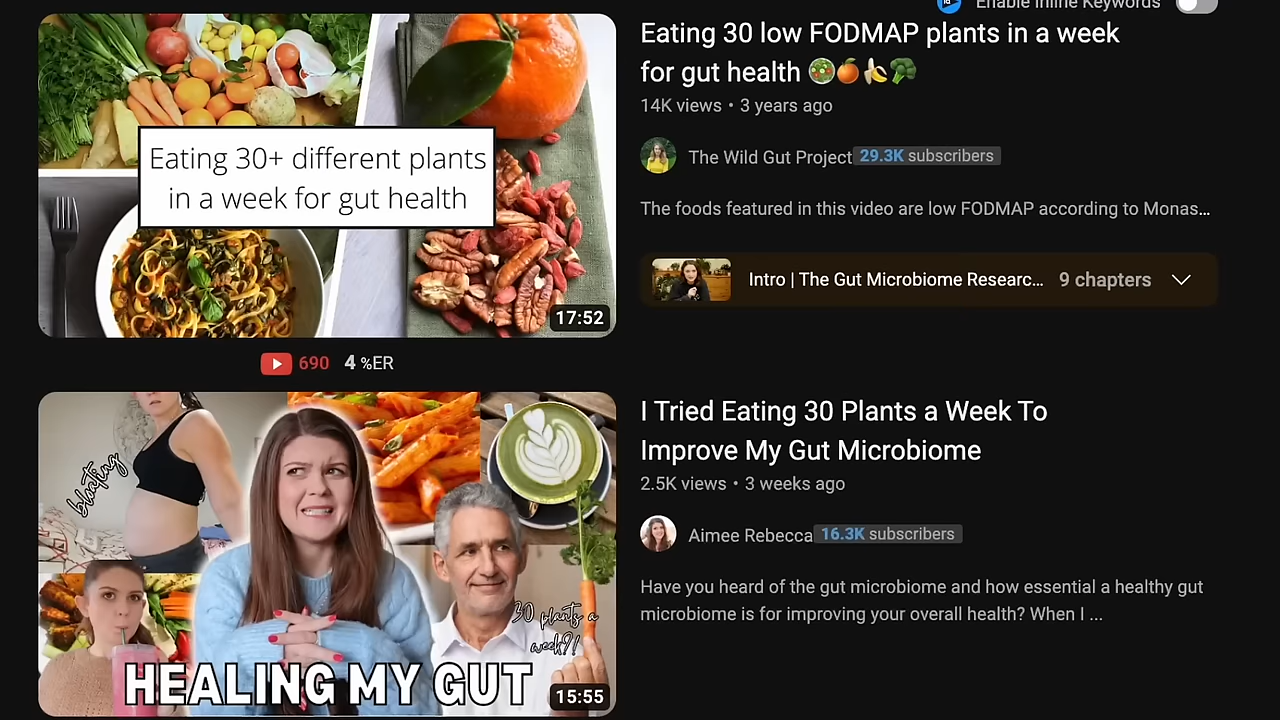 Enable Inline Keywords
Eating 30+ different plants
in a week for gut health
17:52
Eating 30 low FODMAP plants in a week
for gut health 🥗🍊🍌🥦
14K views • 3 years ago
The Wild Gut Project 29.3K subscribers
The foods featured in this video are low FODMAP according to Monas...
Intro | The Gut Microbiome Researc... 9 chapters
690 4 %ER
bloating
30 plants a
week?!
HEALING MY GUT
15:55
I Tried Eating 30 Plants a Week To
Improve My Gut Microbiome
2.5K views • 3 weeks ago
Aimee Rebecca 16.3K subscribers
Have you heard of the gut microbiome and how essential a healthy gut
microbiome is for improving your overall health? When I ...